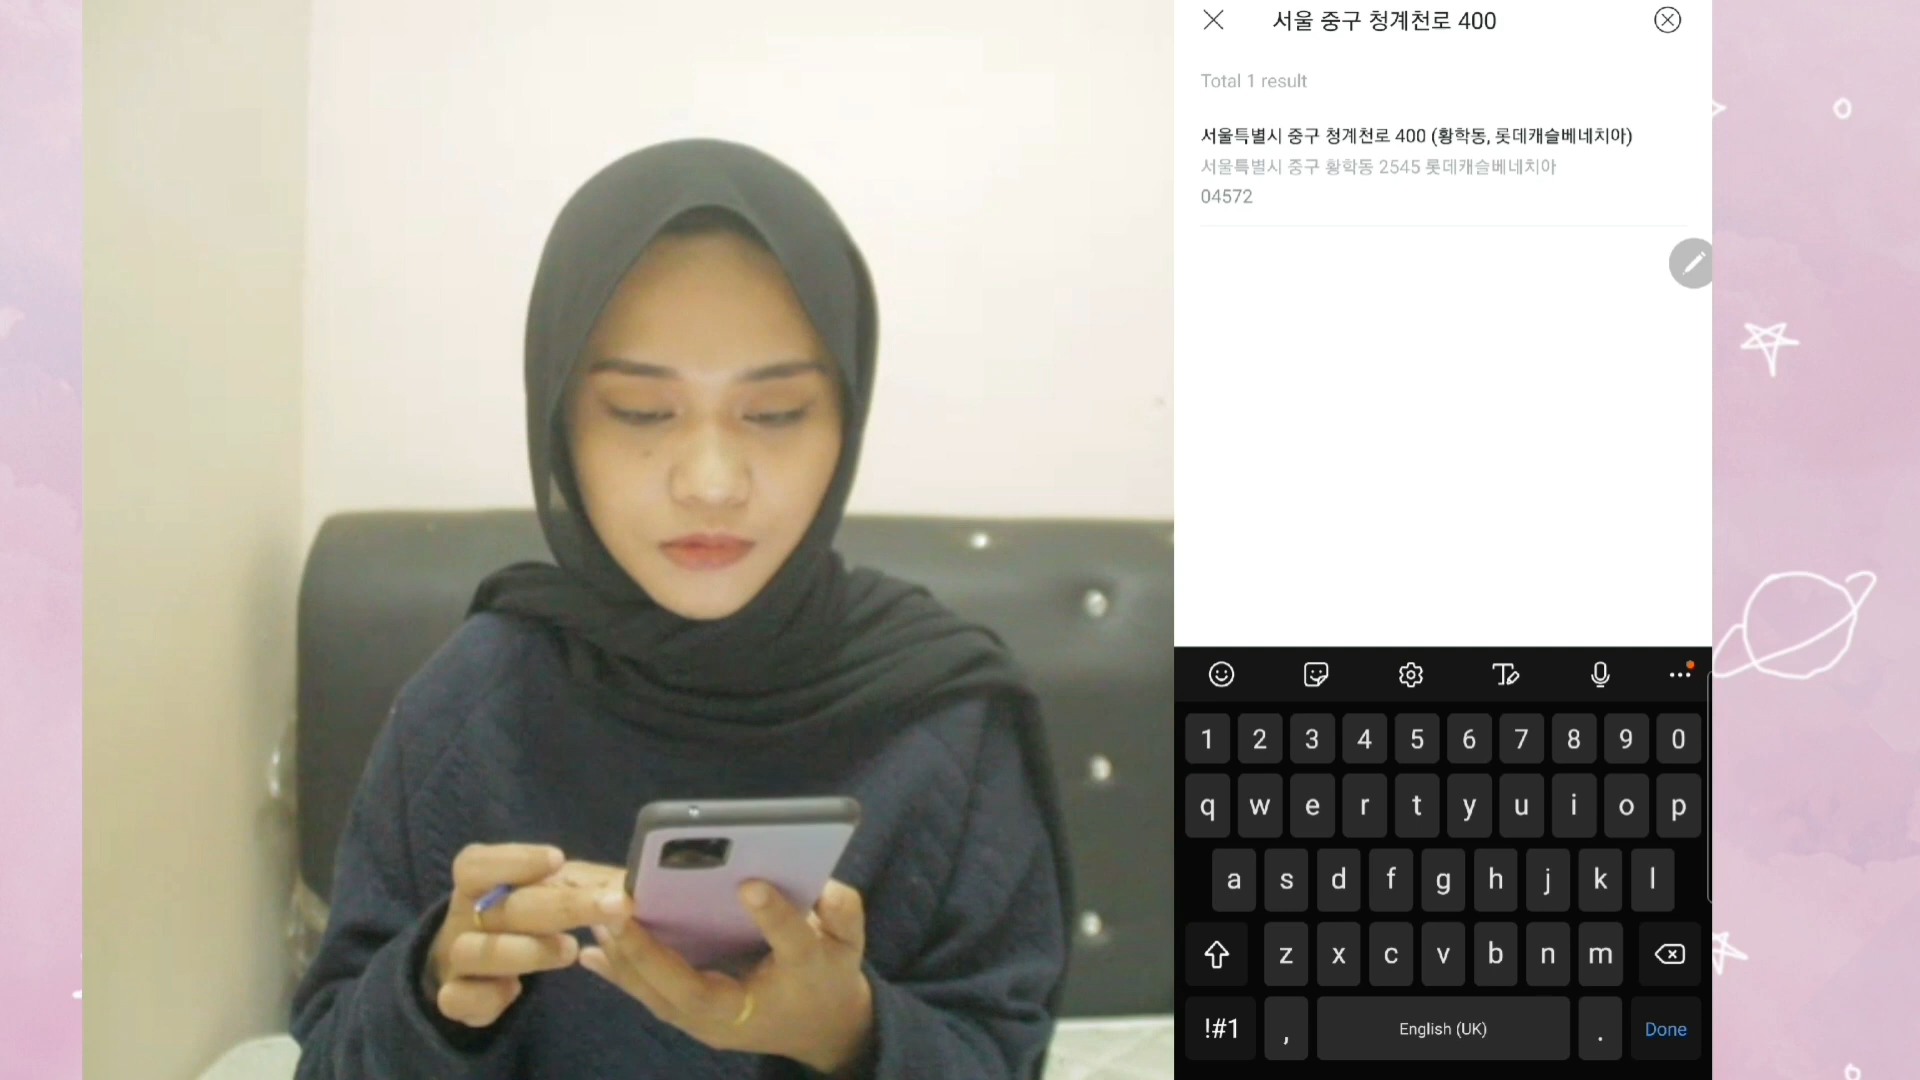 서울 중구 청계천로 400
Total 1 result
서울특별시 중구 청계천로 400 (황학동, 롯데캐슬베네치아)
서울특별시 중구 황학동 2545 롯데캐슬베네치아
04572
1 2 3 4 5 6 7 8 9 0
q w e r t y u i o p
a s d f g h j k l
z x c v b n m
!#1 , English (UK) . Done